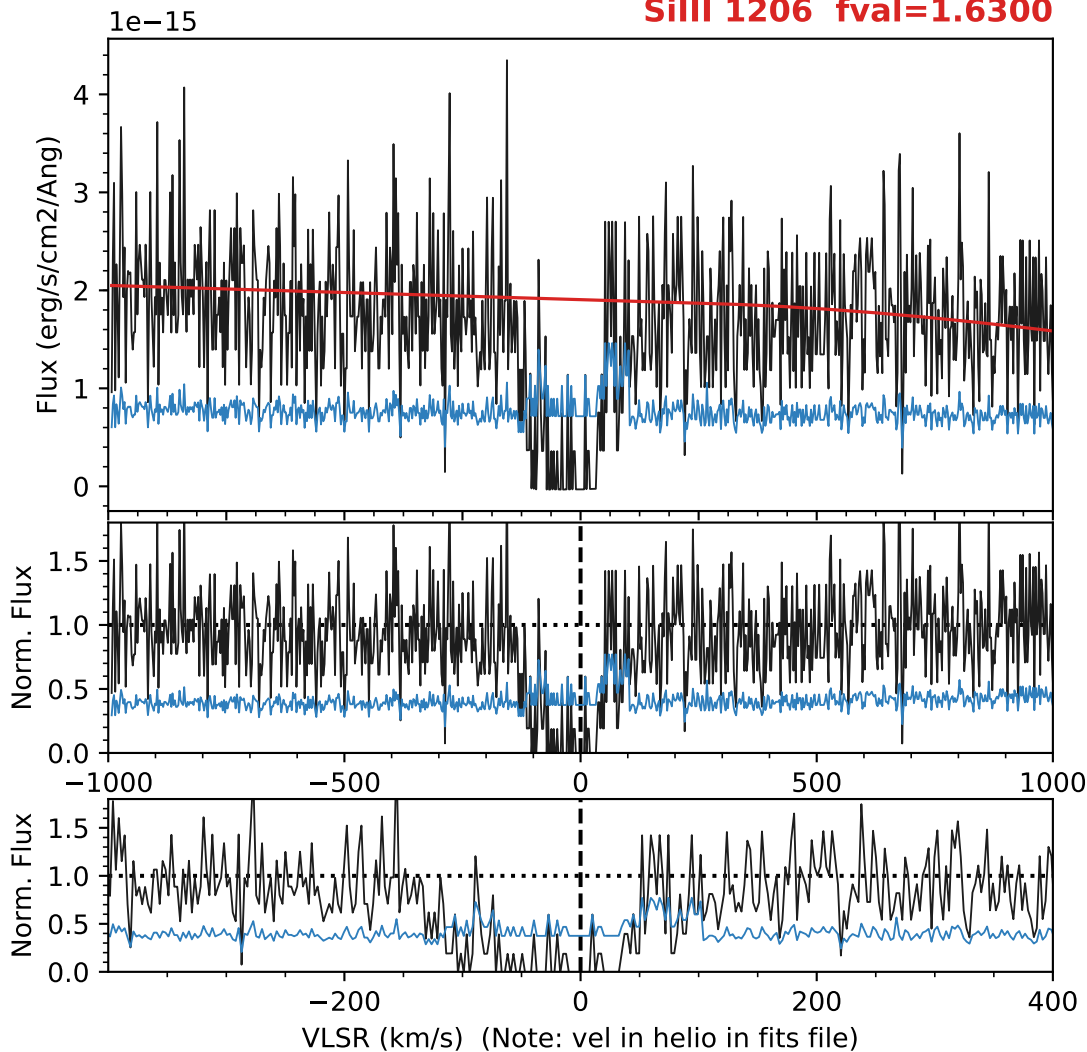 SiIII 1206 fval=1.6300
1e−15
Flux (erg/s/cm2/Ang)
4
3
2
1
0
Norm. Flux
1.5
1.0
0.5
0.0
−1000 −500 0 500 1000
Norm. Flux
1.5
1.0
0.5
0.0
−200 0 200 400
VLSR (km/s) (Note: vel in helio in fits file)